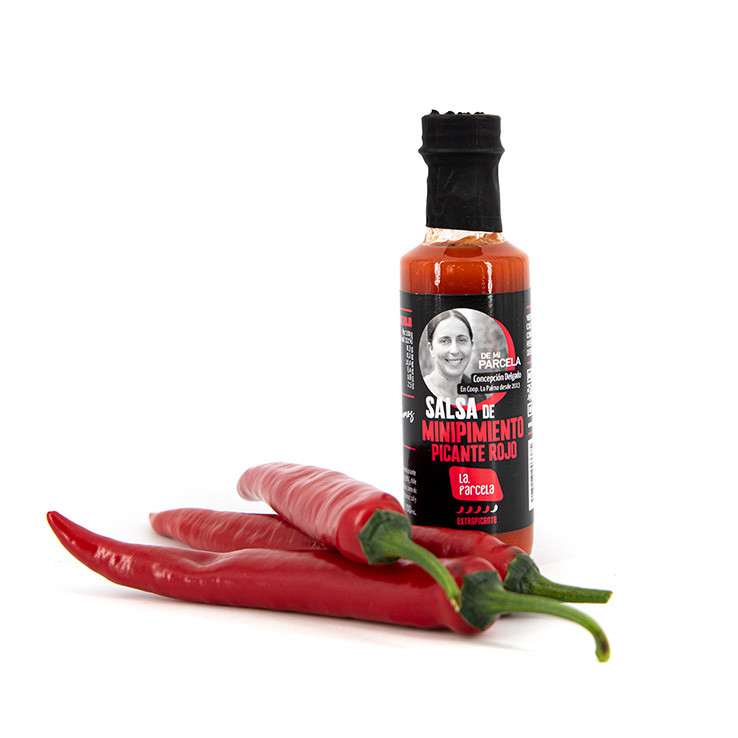 DE MI
PARCELA
Concepción Delgado
En Coop. La Palma desde 2013
SALSA DE
MINIPIMIENTO
PICANTE ROJO
La.
parcela
EXTRAPICANTE